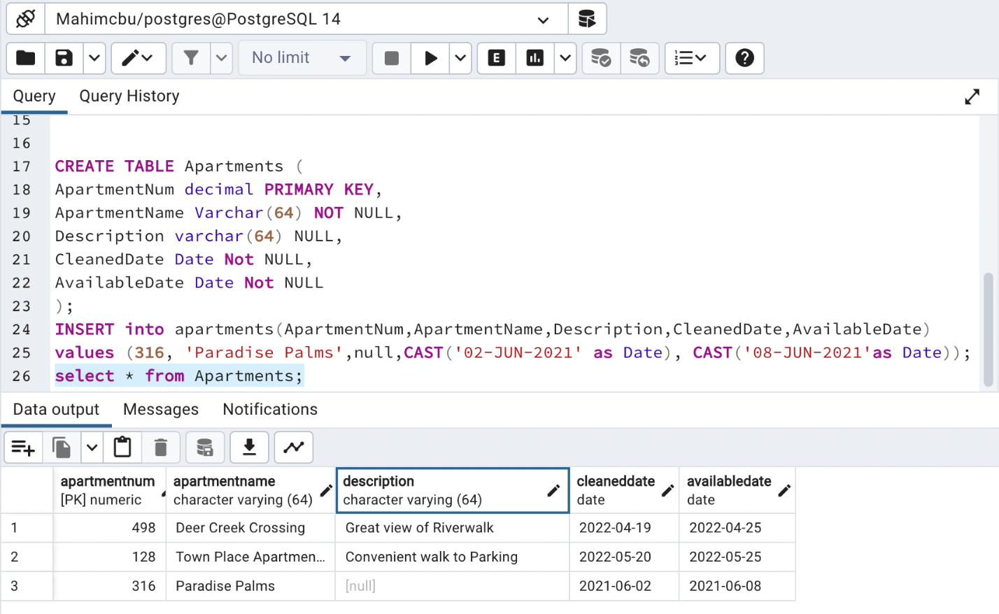 Mahimcbu/postgres@PostgreSQL 14
No limit
E
?
Query Query History
15
16
17 CREATE TABLE Apartments (
18 ApartmentNum decimal PRIMARY KEY,
19 ApartmentName Varchar(64) NOT NULL,
20 Description varchar(64) NULL,
21 CleanedDate Date Not NULL,
22 AvailableDate Date Not NULL
23 );
24 INSERT into apartments(ApartmentNum,ApartmentName,Description,CleanedDate,AvailableDate)
25 values (316, 'Paradise Palms',null,CAST('02-JUN-2021' as Date), CAST('08-JUN-2021'as Date));
26 select * from Apartments;
Data output Messages Notifications
apartmentnum apartmentname description cleaneddate availabledate
[PK] numeric character varying (64) character varying (64) date date
1 498 Deer Creek Crossing Great view of Riverwalk 2022-04-19 2022-04-25
2 128 Town Place Apartmen... Convenient walk to Parking 2022-05-20 2022-05-25
3 316 Paradise Palms [null] 2021-06-02 2021-06-08